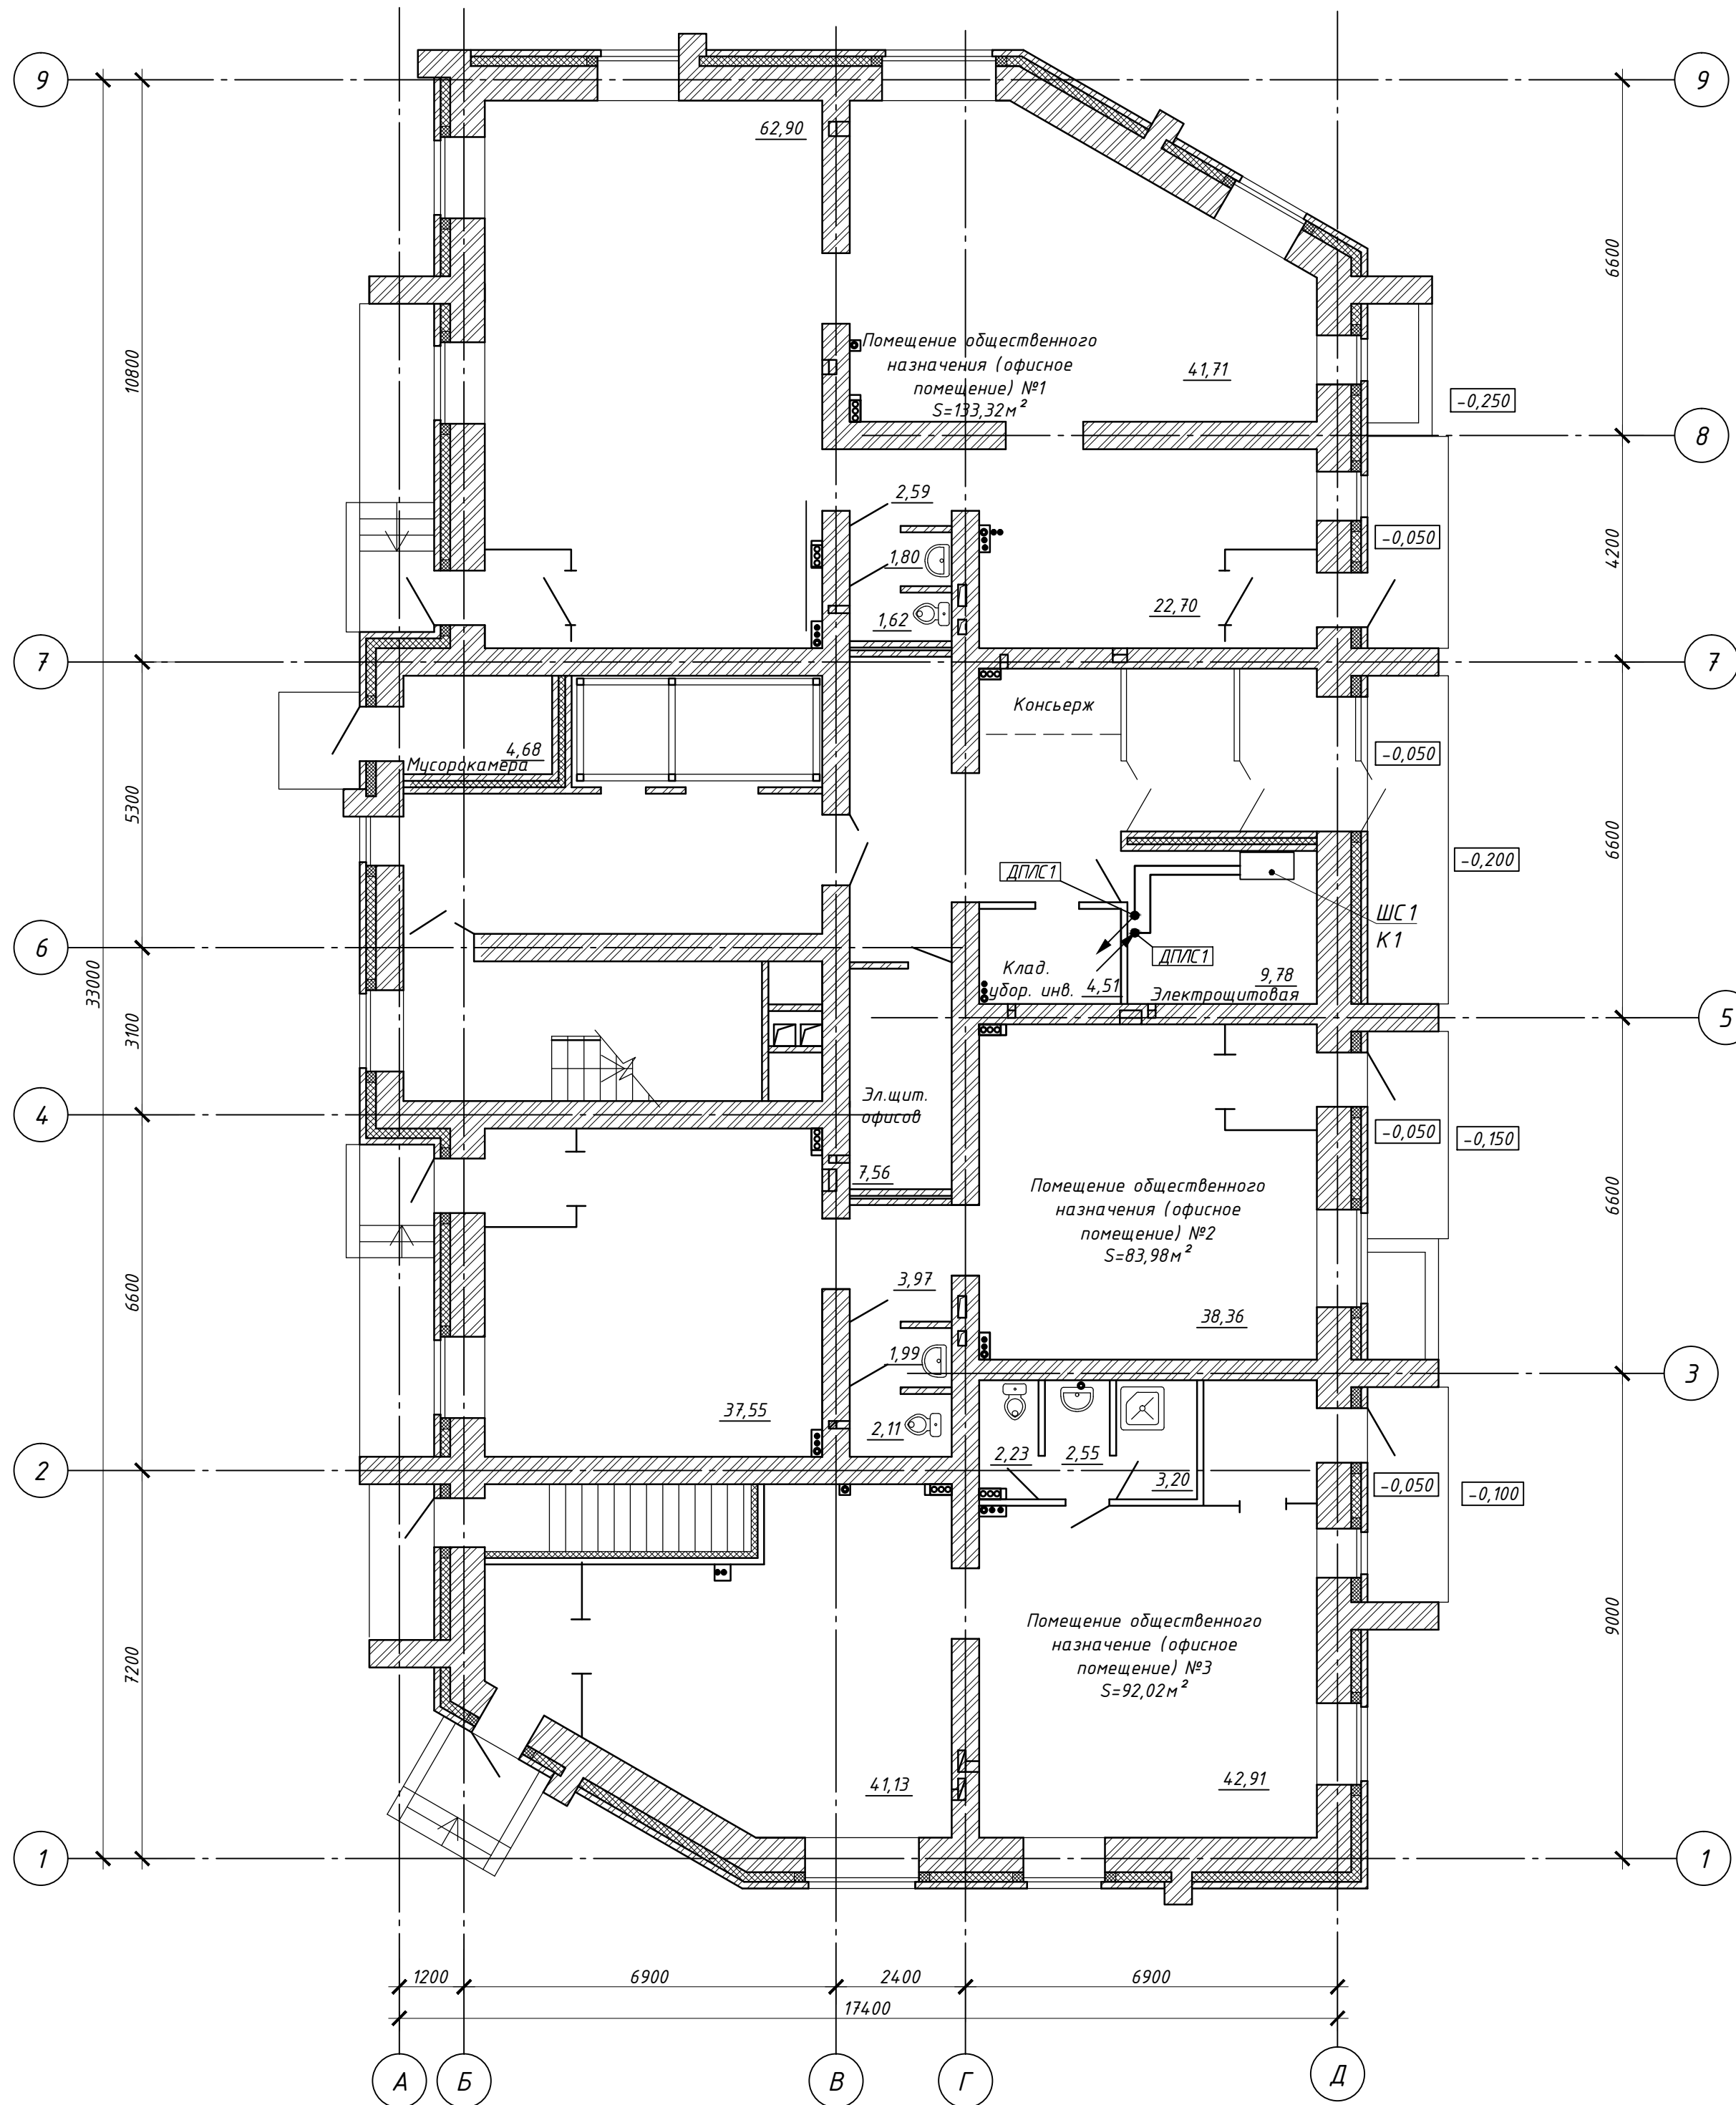 9
9
62,90
6600
10800
Помещение общественного
назначения (офисное
помещение) №1
S=133,32м²
41,71
-0,250
8
2,59
-0,050
1,80
4200
22,70
1,62
7
7
Консьерж
4,68
Мусорокамера
-0,050
5300
6600
ДПЛС1
-0,200
ШС1
К1
6
ДПЛС1
33000
Клад.
убор. инв.
4,51
9,78
Электрощитовая
5
3100
Эл.щит.
офисов
4
-0,050
-0,150
7,56
Помещение общественного
назначения (офисное
помещение) №2
S=83,98м²
6600
6600
3,97
38,36
1,99
3
37,55
2,11
2,23
2,55
3,20
2
-0,050
-0,100
Помещение общественного
назначение (офисное
помещение) №3
S=92,02м²
9000
7200
41,13
42,91
1
1
1200
6900
2400
6900
17400
А
Б
В
Г
Д